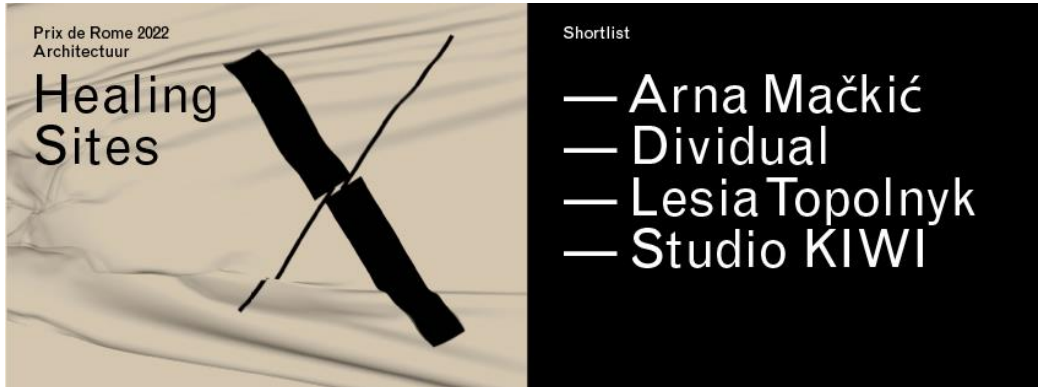 Prix de Rome 2022
Architectuur
Healing
Sites
Shortlist
— Arna Mačkić
— Dividual
— Lesia Topolnyk
— Studio KIWI